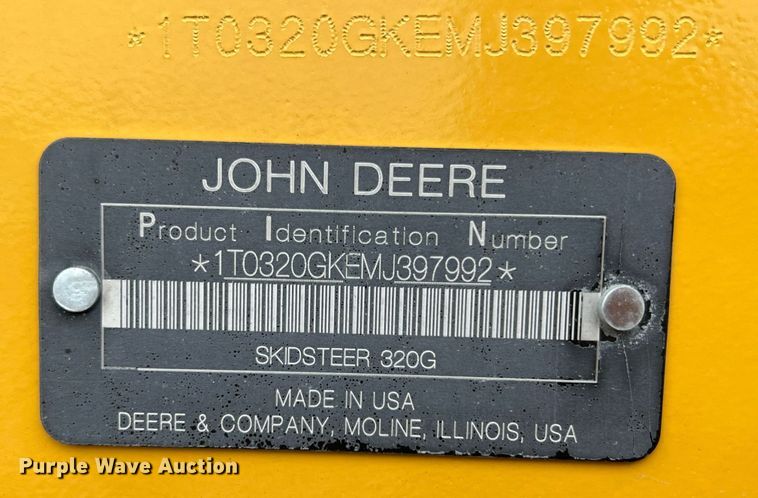 *1T0320GKEMJ397992*
JOHN DEERE
Product Identification Number
*1T0320GKEMJ397992*
SKIDSTEER 320G
MADE IN USA
DEERE & COMPANY, MOLINE, ILLINOIS, USA
Purple Wave Auction